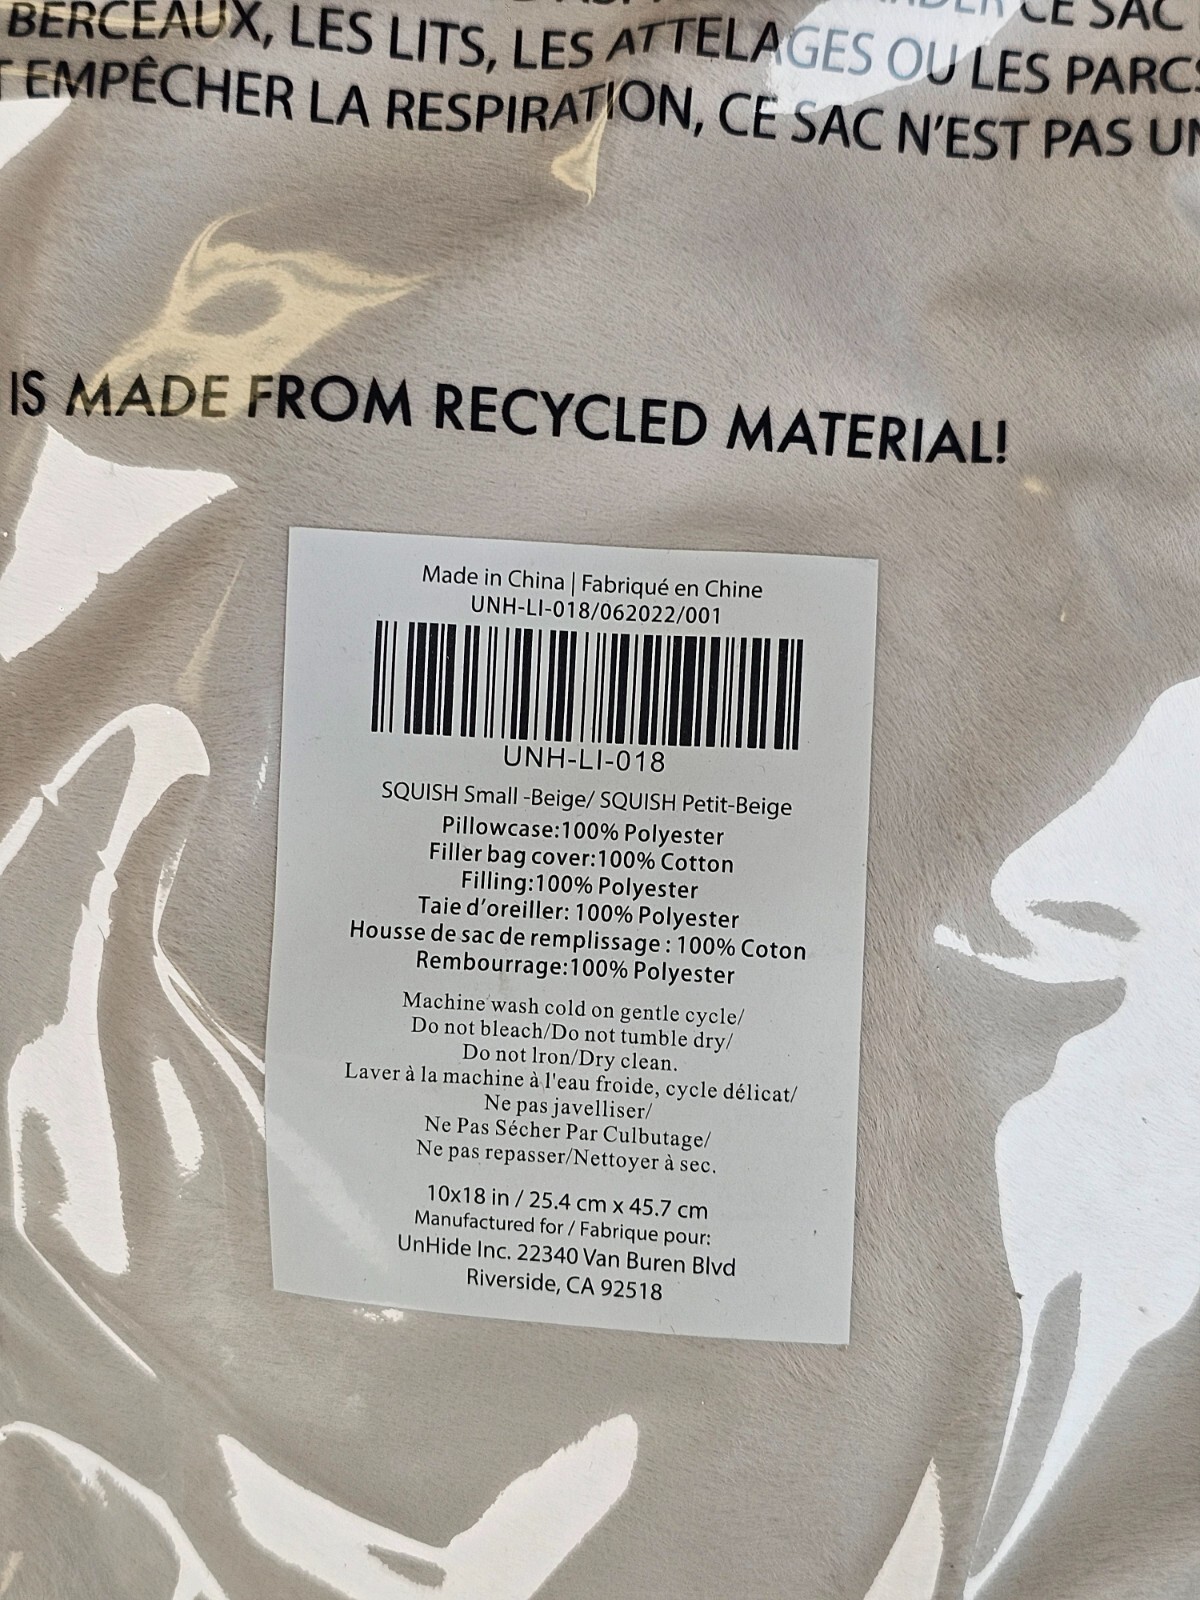 CE SAC
BERCEAUX, LES LITS, LES ATTELAGES OU LES PARCS
T EMPÊCHER LA RESPIRATION, CE SAC N'EST PAS UN
IS MADE FROM RECYCLED MATERIAL!
Made in China | Fabriqué en Chine
UNH-LI-018/062022/001
UNH-LI-018
SQUISH Small -Beige/ SQUISH Petit-Beige
Pillowcase:100% Polyester
Filler bag cover:100% Cotton
Filling:100% Polyester
Taie d'oreiller: 100% Polyester
Housse de sac de remplissage : 100% Coton
Rembourrage:100% Polyester
Machine wash cold on gentle cycle/
Do not bleach/Do not tumble dry/
Do not lron/Dry clean.
Laver à la machine à l'eau froide, cycle délicat/
Ne pas javelliser/
Ne Pas Sécher Par Culbutage/
Ne pas repasser/Nettoyer à sec.
10x18 in / 25.4 cm x 45.7 cm
Manufactured for / Fabrique pour:
UnHide Inc. 22340 Van Buren Blvd
Riverside, CA 92518